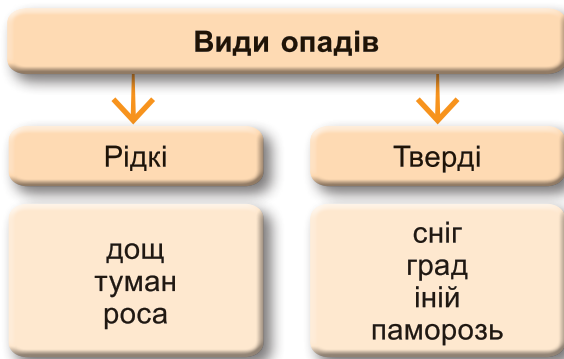 Види опадів
Рідкі
Тверді
дощ
туман
роса
сніг
град
іній
паморозь